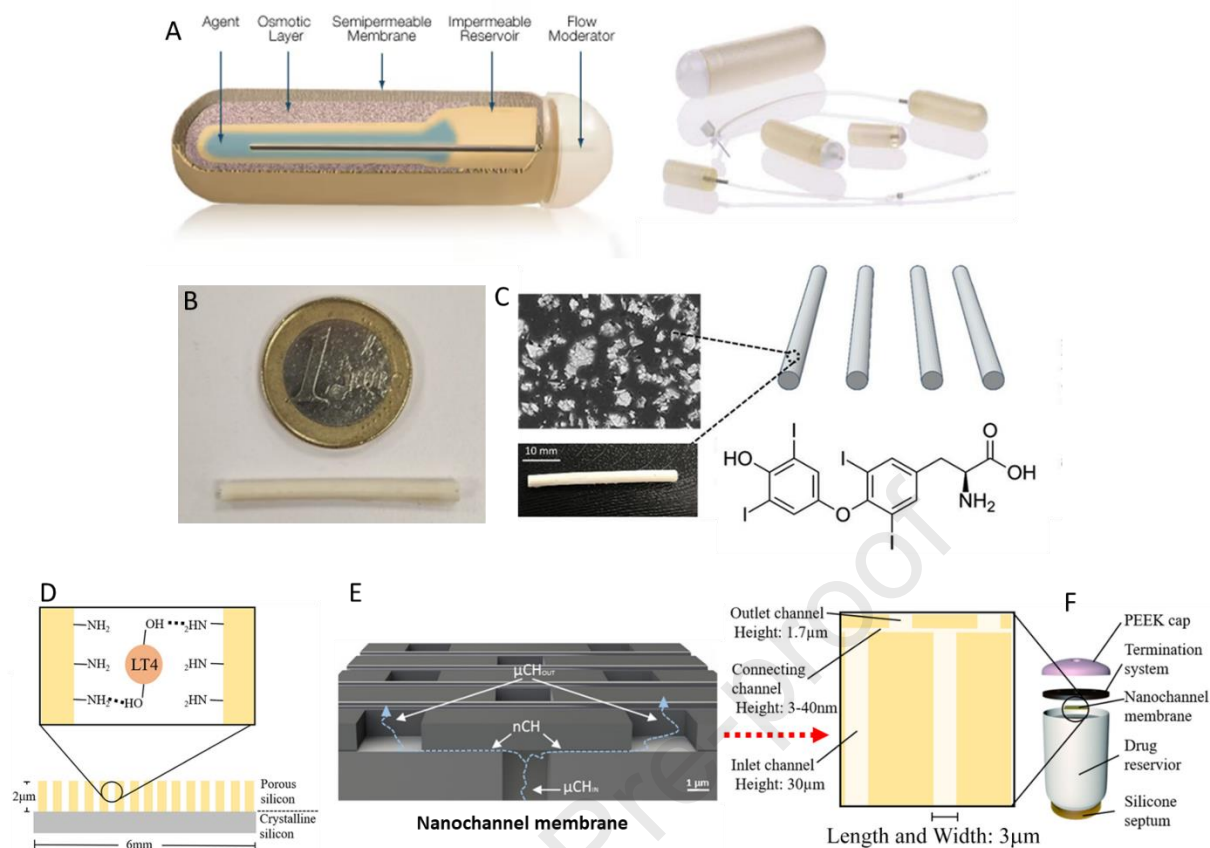 A
Agent
Osmotic
Layer
Semipermeable
Membrane
Impermeable
Reservoir
Flow
Moderator
B
C
10 mm
HO
I
I
O
I
I
O
OH
NH2
D
NH2
OH
2HN
NH2
LT4
2HN
NH2
HO
2HN
2µm
Porous
silicon
Crystalline
silicon
6mm
E
µCHOUT
nCH
µCHIN
1 µm
Nanochannel membrane
Outlet channel
Height: 1.7µm
Connecting
channel
Height: 3-40nm
Inlet channel
Height: 30µm
Length and Width: 3µm
F
PEEK cap
Termination
system
Nanochannel
membrane
Drug
reservior
Silicone
septum
Pre-proof